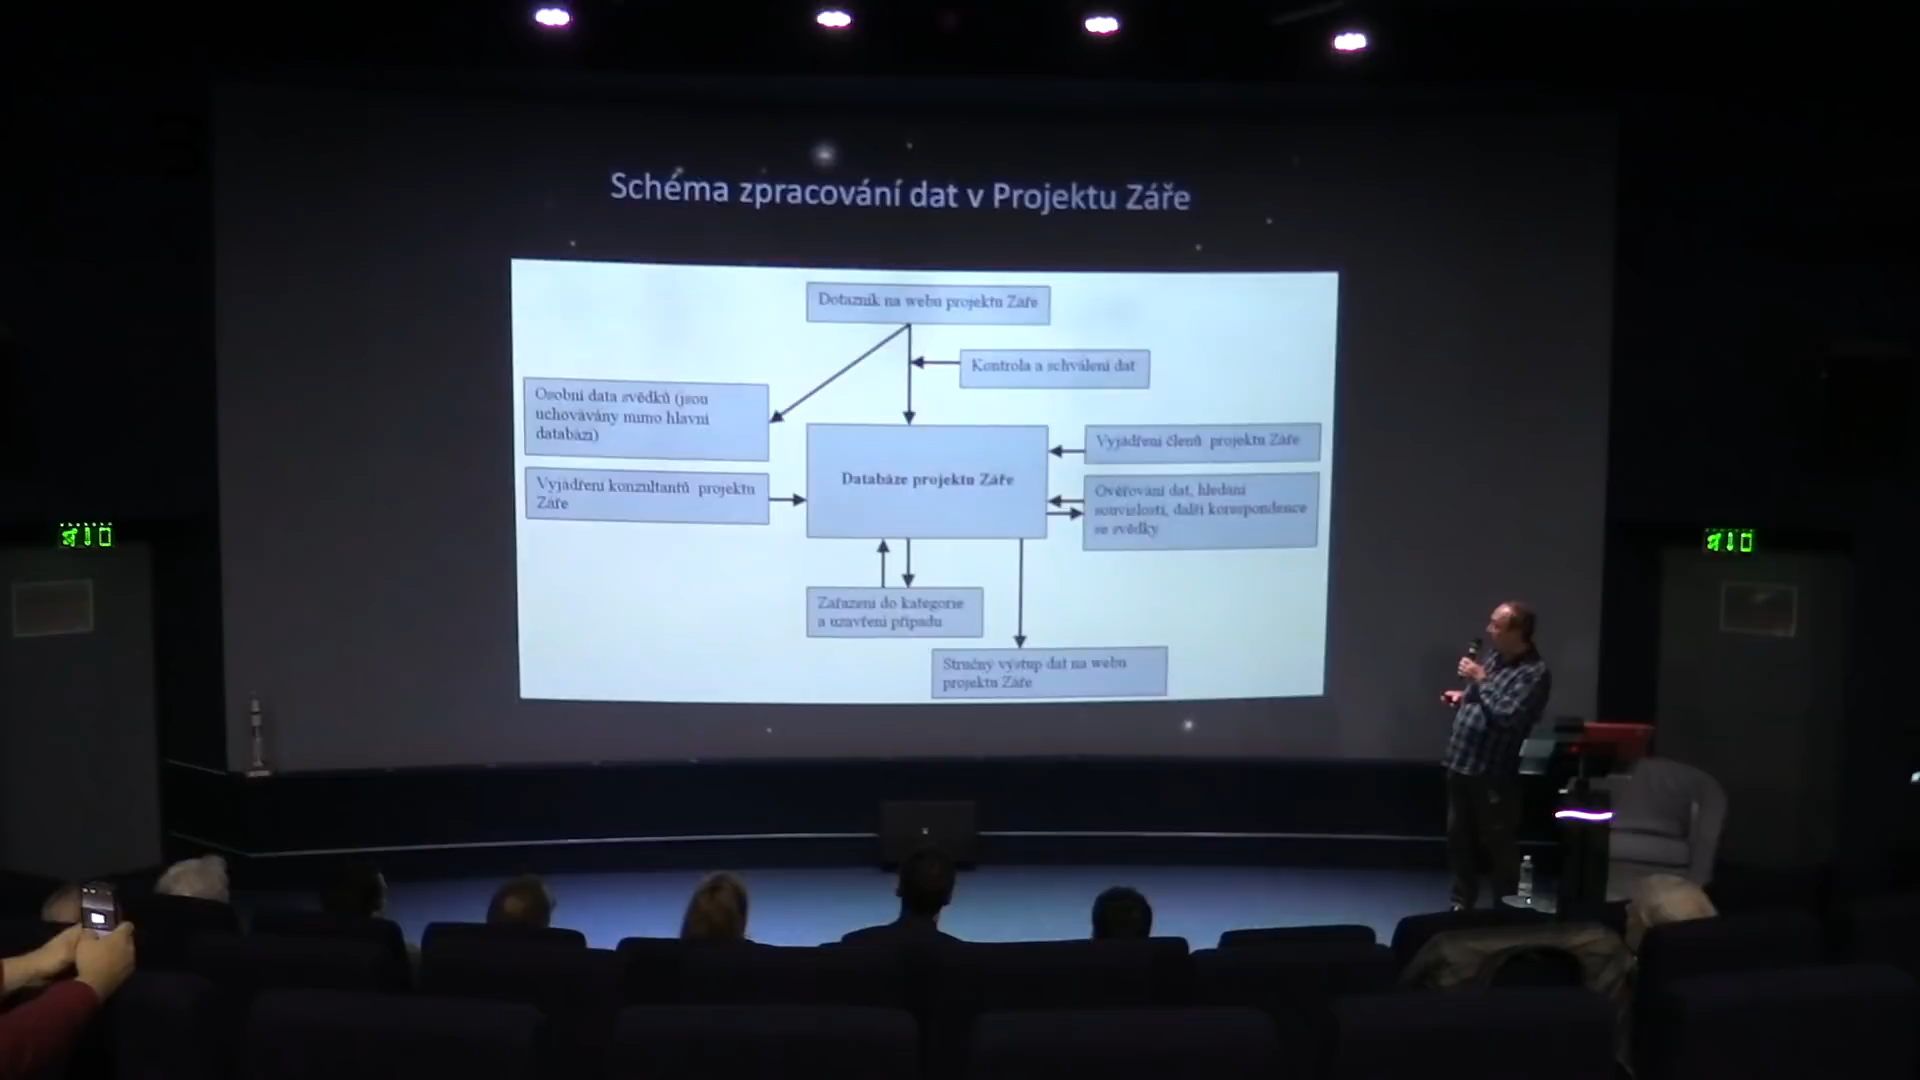 Schéma zpracování dat v Projektu Záře
Dotazník na webu projektu Záře
Kontrola a schválení dat
Osobní data svědků (jsou
uchovávány mimo hlavní
databázi)
Vyjádření členů projektu Záře
Databáze projektu Záře
Vyjádření konzultantů projektu
Záře
Ověřování dat, hledání
souvislostí, další korespondence
se svědky
Zařazení do kategorie
a uzavření případu
Stručný výstup dat na webu
projektu Záře